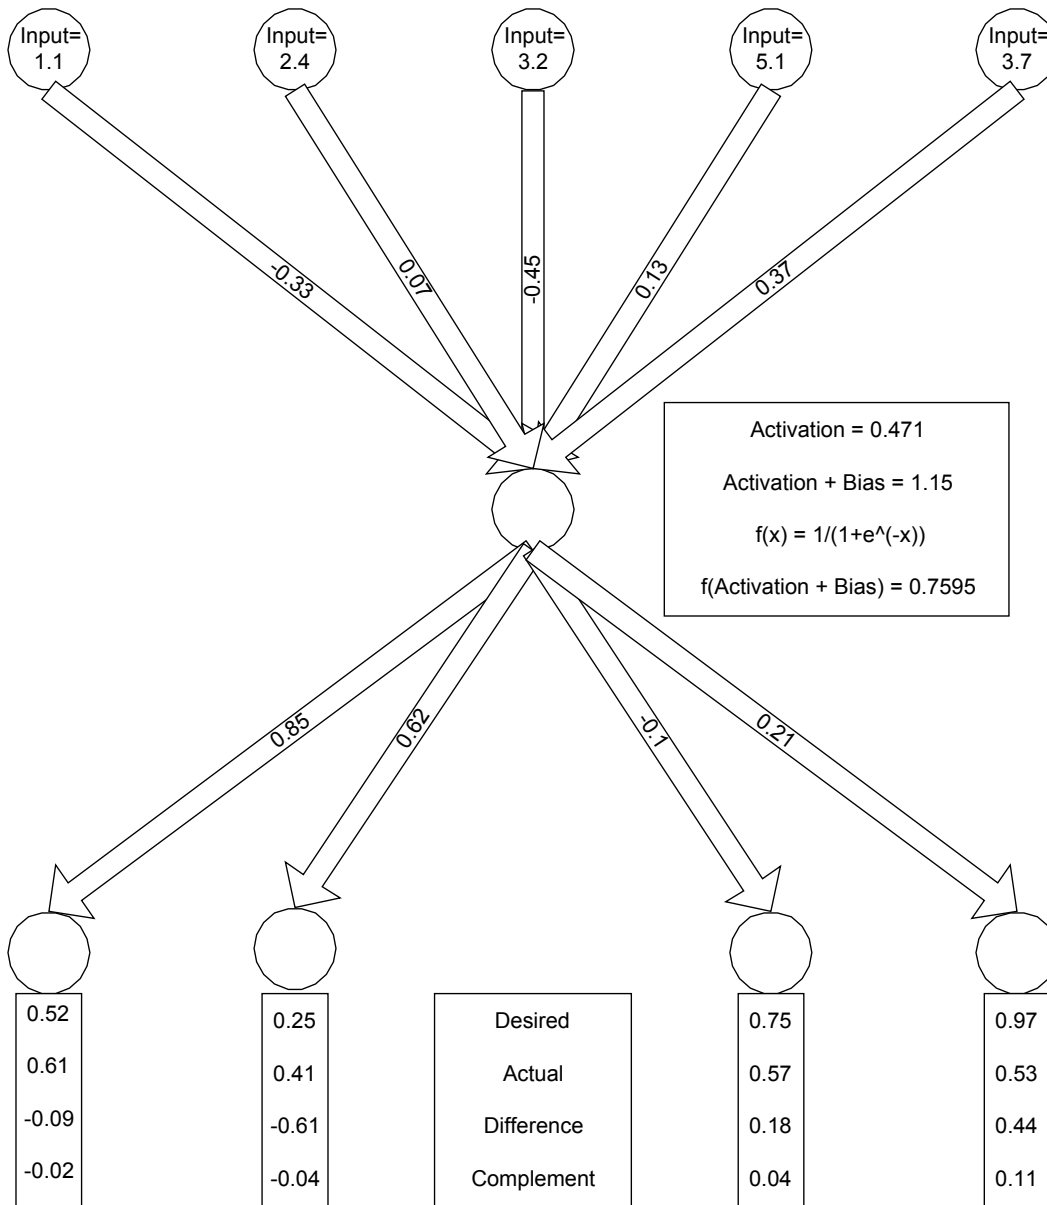 Input=
1.1
Input=
2.4
Input=
3.2
Input=
5.1
Input=
3.7
-0.33
0.07
-0.45
0.13
0.37
Activation = 0.471
Activation + Bias = 1.15
f(x) = 1/(1+e^(-x))
f(Activation + Bias) = 0.7595
0.85
0.62
-0.1
0.21
0.52
0.61
-0.09
-0.02
0.25
0.41
-0.61
-0.04
Desired
Actual
Difference
Complement
0.75
0.57
0.18
0.04
0.97
0.53
0.44
0.11